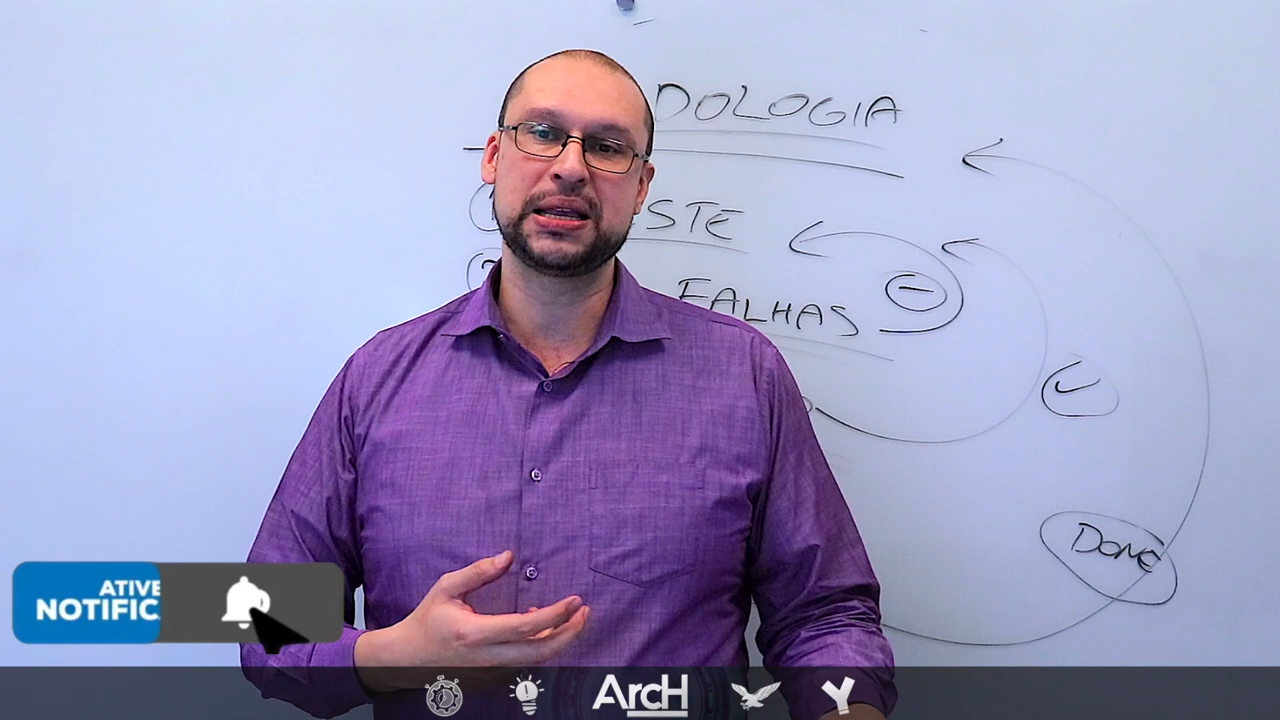 DOLOGIA
STE
FALHAS
DONE
ATIVE
NOTIFIC
ArcH